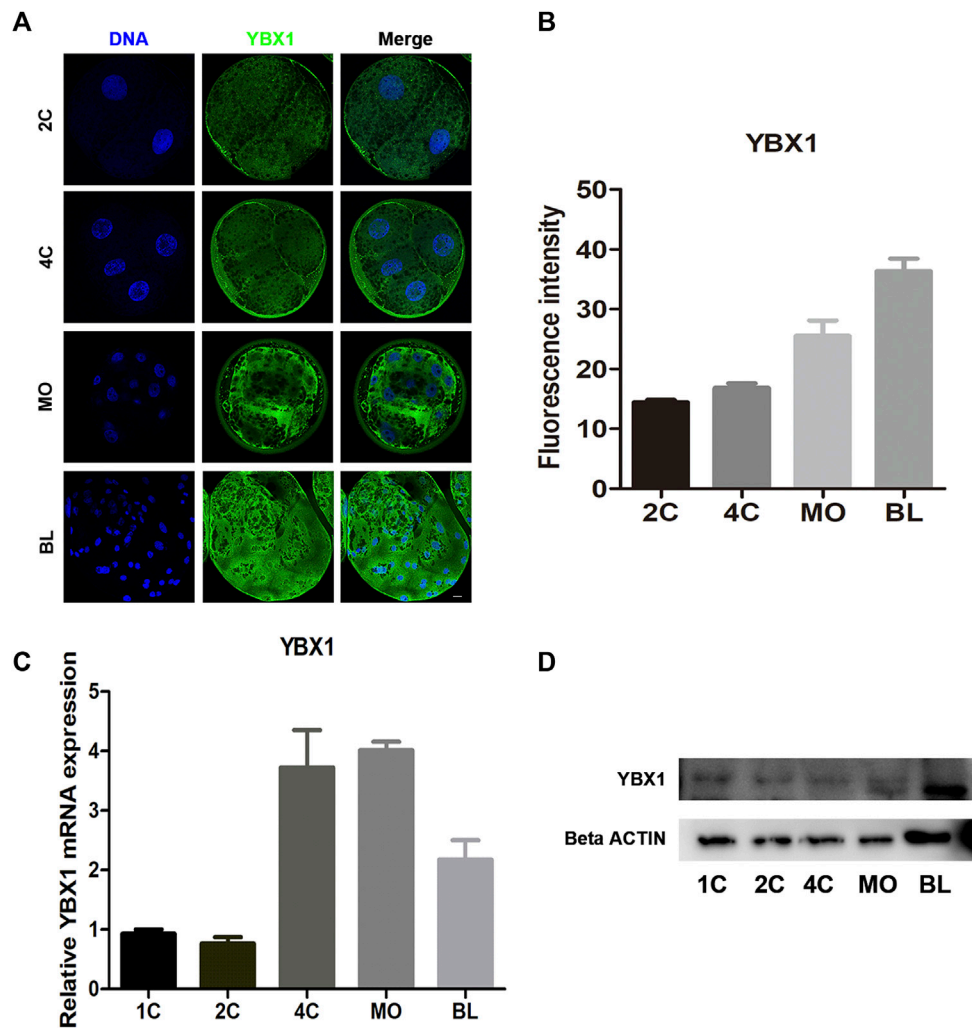 A
DNA YBX1 Merge
2C
4C
MO
BL
B
YBX1
Fluorescence intensity
50
40
30
20
10
0
2C 4C MO BL
C
YBX1
Relative YBX1 mRNA expression
5
4
3
2
1
0
1C 2C 4C MO BL
D
YBX1
Beta ACTIN
1C 2C 4C MO BL